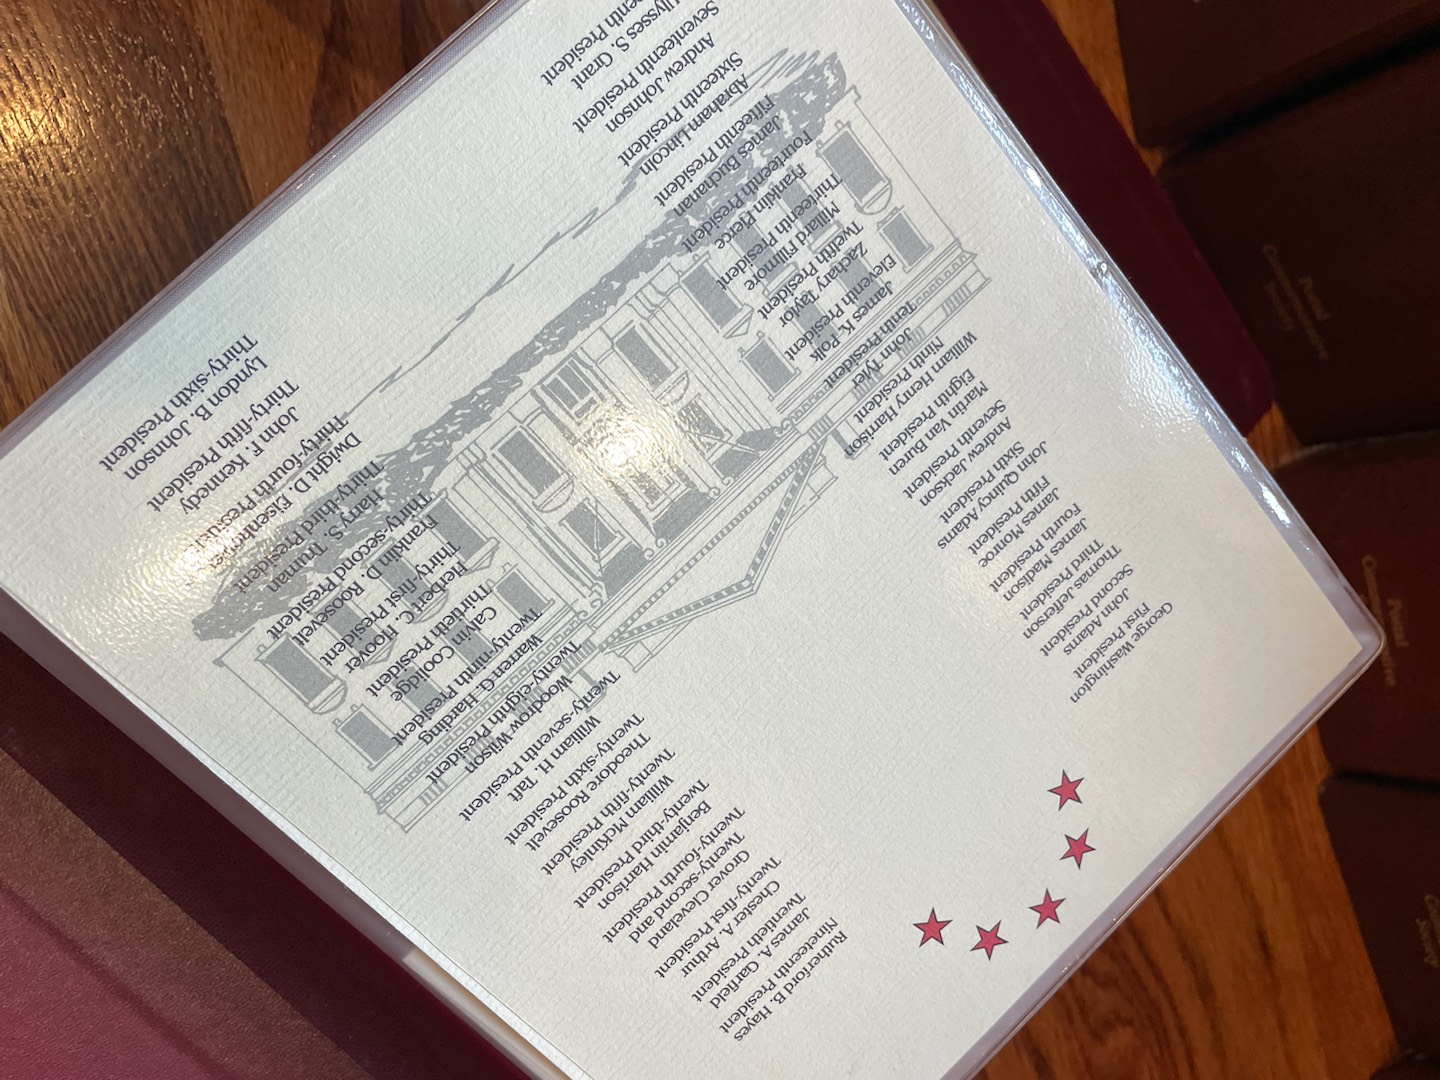 George Washington
First President
John Adams
Second President
Thomas Jefferson
Third President
James Madison
Fourth President
James Monroe
Fifth President
John Quincy Adams
Sixth President
Andrew Jackson
Seventh President
Martin Van Buren
Eighth President
William Henry Harrison
Ninth President
John Tyler
Tenth President
James K. Polk
Eleventh President
Zachary Taylor
Twelfth President
Millard Fillmore
Thirteenth President
Franklin Pierce
Fourteenth President
James Buchanan
Fifteenth President
Abraham Lincoln
Sixteenth President
Andrew Johnson
Seventeenth President
Ulysses S. Grant
President
Rutherford B. Hayes
Nineteenth President
James A. Garfield
Twentieth President
Chester A. Arthur
Twenty-first President
Grover Cleveland
Twenty-second and
Twenty-fourth President
Benjamin Harrison
Twenty-third President
William McKinley
Twenty-fifth President
Theodore Roosevelt
Twenty-sixth President
William H. Taft
Twenty-seventh President
Woodrow Wilson
Twenty-eighth President
Warren G. Harding
Twenty-ninth President
Calvin Coolidge
Thirtieth President
Herbert C. Hoover
Thirty-first President
Franklin D. Roosevelt
Thirty-second President
Harry S. Truman
Thirty-third President
Dwight D. Eisenhower
Thirty-fourth President
John F. Kennedy
Thirty-fifth President
Lyndon B. Johnson
Thirty-sixth President
Postal
Commemorative
Society
Postal
Commemorative
Society